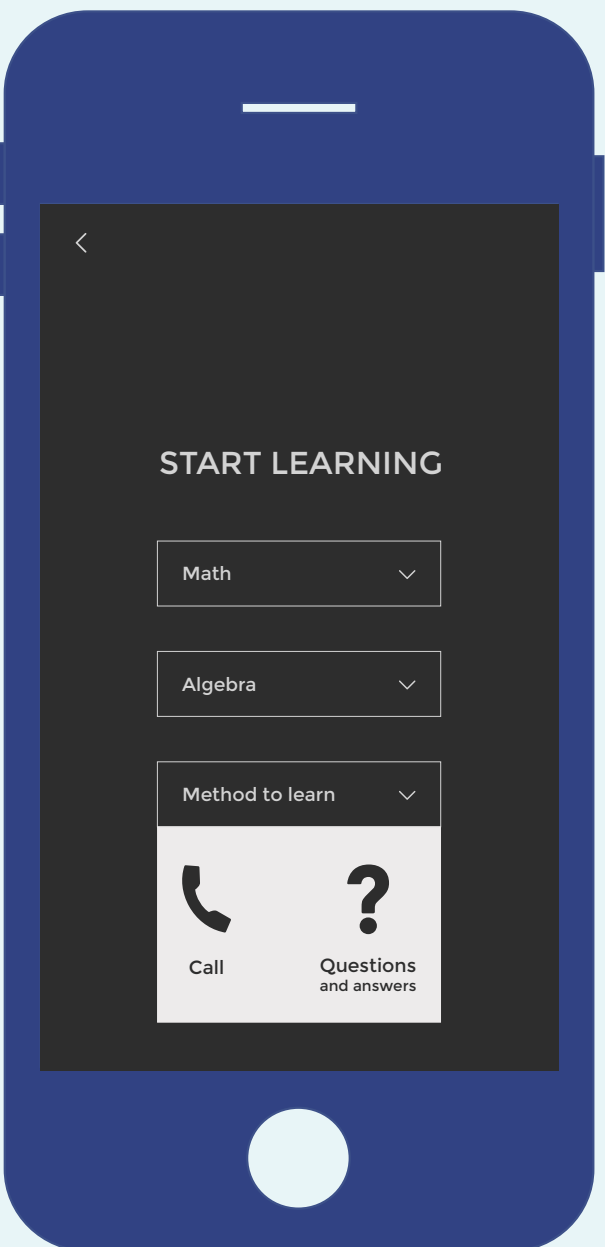 START LEARNING
Math
Algebra
Method to learn
Call
Questions
and answers